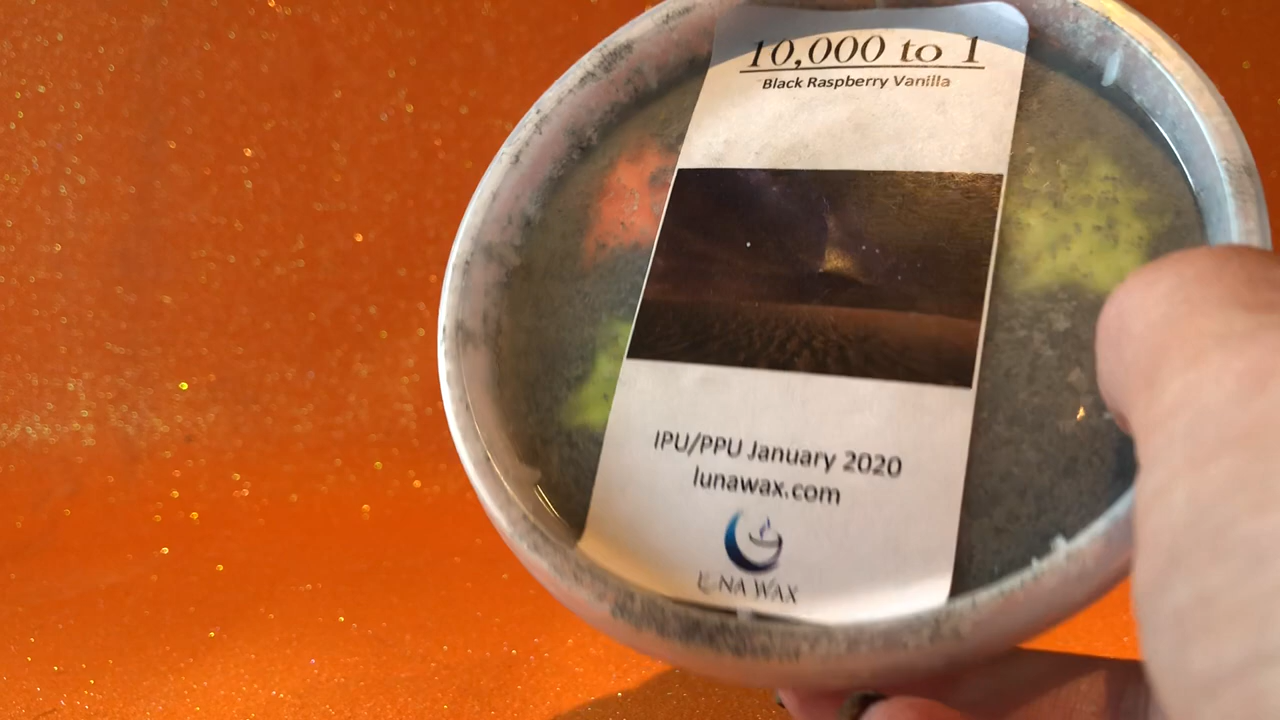 10,000 to 1
Black Raspberry Vanilla
IPU/PPU January 2020
lunawax.com
LUNA WAX